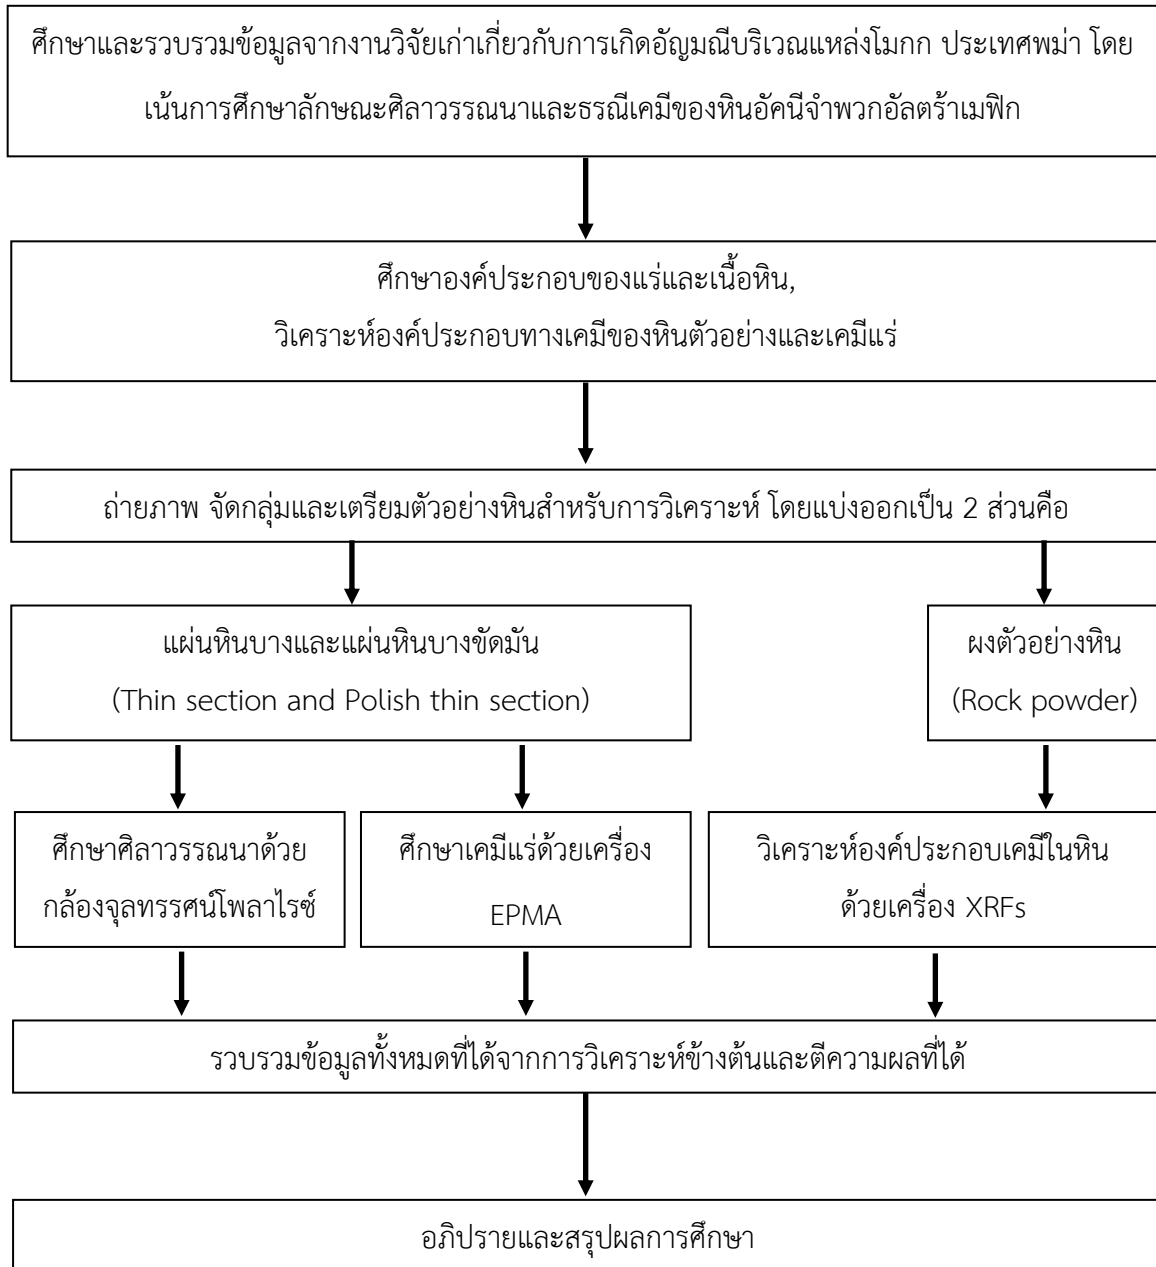 ศึกษาและรวบรวมข้อมูลจากงานวิจัยเก่าเกี่ยวกับการเกิดอัญมณีบริเวณแหล่งโมกก ประเทศพม่า โดย
เน้นการศึกษาลักษณะศิลาวรรณนาและธรณีเคมีของหินอัคนีจำพวกอัลตร้าเมฟิก
ศึกษาองค์ประกอบของแร่และเนื้อหิน,
วิเคราะห์องค์ประกอบทางเคมีของหินตัวอย่างและเคมีแร่
ถ่ายภาพ จัดกลุ่มและเตรียมตัวอย่างหินสำหรับการวิเคราะห์ โดยแบ่งออกเป็น 2 ส่วนคือ
แผ่นหินบางและแผ่นหินบางขัดมัน
(Thin section and Polish thin section)
ผงตัวอย่างหิน
(Rock powder)
ศึกษาศิลาวรรณนาด้วย
กล้องจุลทรรศน์โพลาไรซ์
ศึกษาเคมีแร่ด้วยเครื่อง
EPMA
วิเคราะห์องค์ประกอบเคมีในหิน
ด้วยเครื่อง XRFs
รวบรวมข้อมูลทั้งหมดที่ได้จากการวิเคราะห์ข้างต้นและตีความผลที่ได้
อภิปรายและสรุปผลการศึกษา